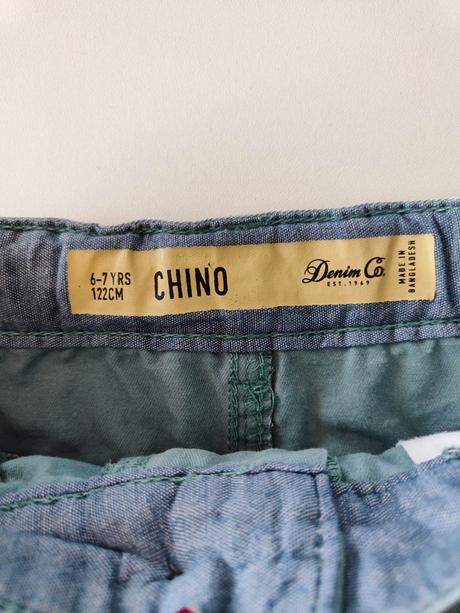 6-7 YRS
122CM
CHINO
Denim Co.
EST. 1969
MADE IN
BANGLADESH